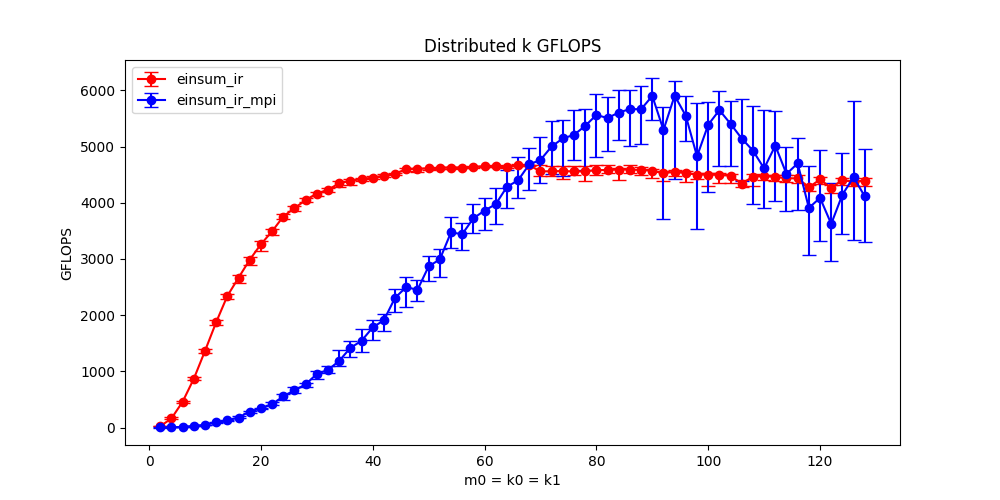 Distributed k GFLOPS
einsum_ir
einsum_ir_mpi
GFLOPS
6000
5000
4000
3000
2000
1000
0
0 20 40 60 80 100 120
m0 = k0 = k1